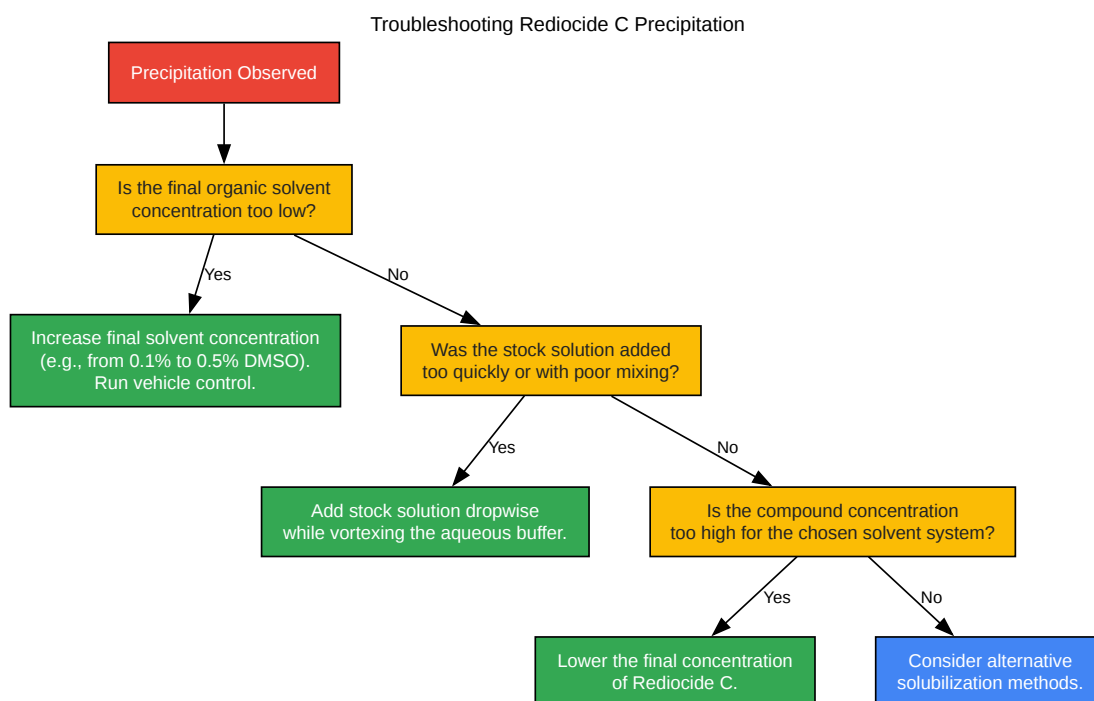 Troubleshooting Rediocide C Precipitation
Precipitation Observed
Is the final organic solvent
concentration too low?
Yes
No
Increase final solvent concentration
(e.g., from 0.1% to 0.5% DMSO).
Run vehicle control.
Was the stock solution added
too quickly or with poor mixing?
Yes
No
Add stock solution dropwise
while vortexing the aqueous buffer.
Is the compound concentration
too high for the chosen solvent system?
Yes
No
Lower the final concentration
of Rediocide C.
Consider alternative
solubilization methods.